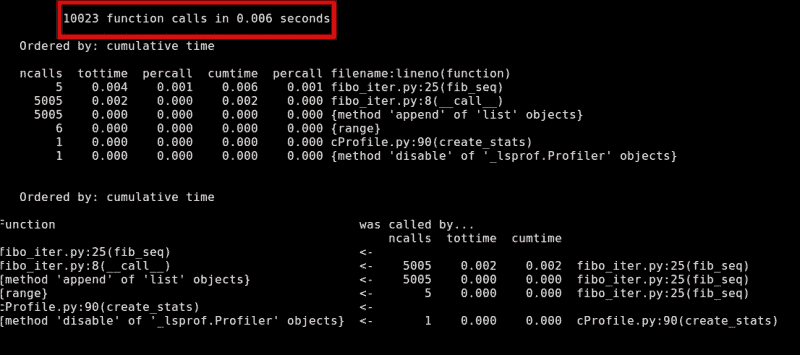 10023 function calls in 0.006 seconds
Ordered by: cumulative time
ncalls tottime percall cumtime percall filename:lineno(function)
5 0.004 0.001 0.006 0.001 fibo_iter.py:25(fib_seq)
5005 0.002 0.000 0.002 0.000 fibo_iter.py:8(__call__)
5005 0.000 0.000 0.000 0.000 {method 'append' of 'list' objects}
6 0.000 0.000 0.000 0.000 {range}
1 0.000 0.000 0.000 0.000 cProfile.py:90(create_stats)
1 0.000 0.000 0.000 0.000 {method 'disable' of '_lsprof.Profiler' objects}
Ordered by: cumulative time
Function was called by...
ncalls tottime cumtime
fibo_iter.py:25(fib_seq) <-
fibo_iter.py:8(__call__) <- 5005 0.002 0.002 fibo_iter.py:25(fib_seq)
{method 'append' of 'list' objects} <- 5005 0.000 0.000 fibo_iter.py:25(fib_seq)
{range} <- 5 0.000 0.000 fibo_iter.py:25(fib_seq)
cProfile.py:90(create_stats) <-
{method 'disable' of '_lsprof.Profiler' objects} <- 1 0.000 0.000 cProfile.py:90(create_stats)